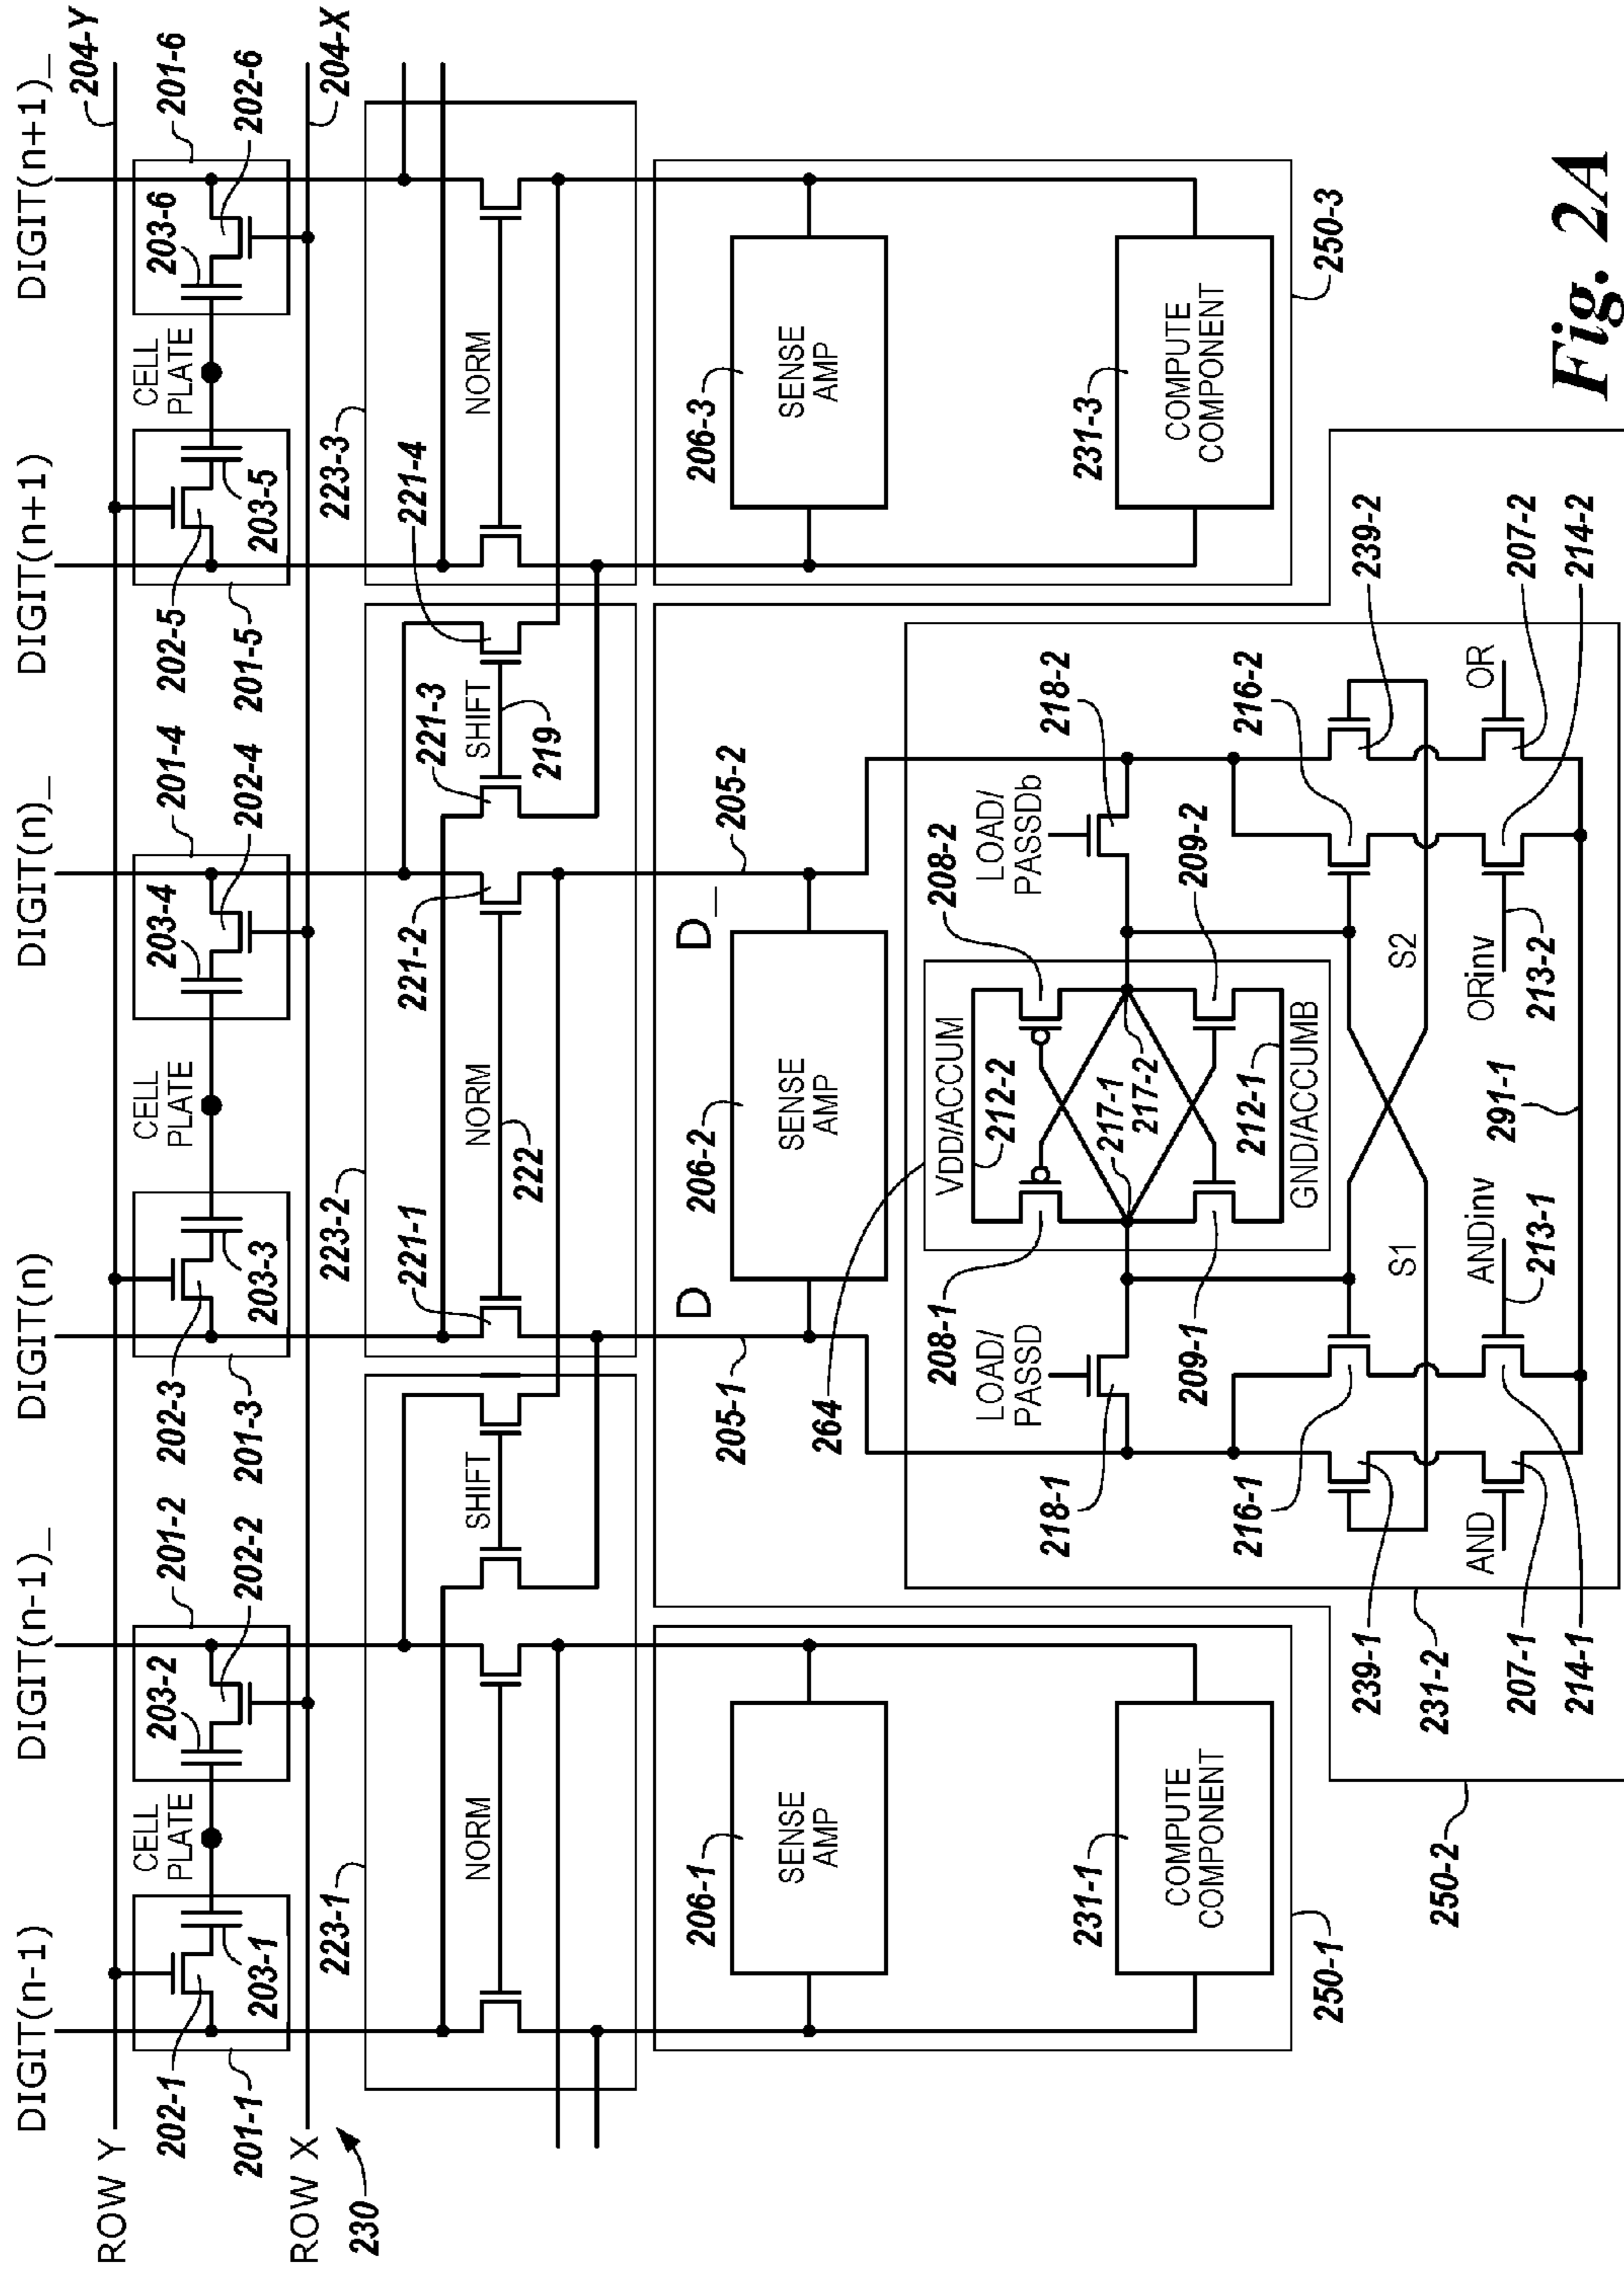 DIGIT(n-1)
DIGIT(n-1)_
DIGIT(n)
DIGIT(n)_
DIGIT(n+1)
DIGIT(n+1)_
204-Y
ROW Y
202-1
201-1
203-1
CELL
PLATE
203-2
201-2
202-2
202-3
201-3
203-3
CELL
PLATE
203-4
201-4
202-4
202-5
201-5
203-5
CELL
PLATE
203-6
201-6
202-6
ROW X
204-X
230
223-1
NORM
SHIFT
223-2
221-1
NORM
222
221-2
221-3
SHIFT
219
221-4
223-3
NORM
206-1
SENSE
AMP
205-1
D
206-2
SENSE
AMP
D_
205-2
206-3
SENSE
AMP
231-1
COMPUTE
COMPONENT
250-1
264
VDD/ACCUM
212-2
208-1
208-2
LOAD/
PASSD
LOAD/
PASSDb
218-1
218-2
217-1
217-2
209-1
209-2
212-1
GND/ACCUMB
231-3
COMPUTE
COMPONENT
250-3
216-1
216-2
239-1
239-2
S1
S2
231-2
250-2
AND
ANDinv
ORinv
OR
207-1
213-1
291-1
213-2
207-2
214-1
214-2
Fig. 2A